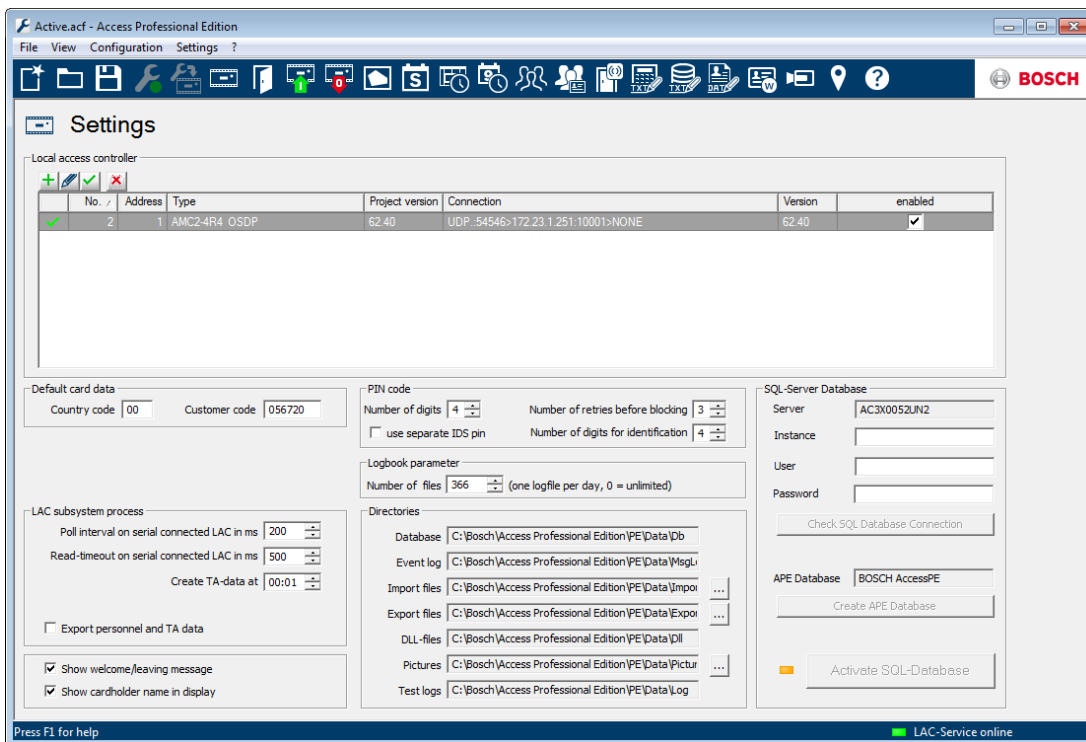 Active.acf - Access Professional Edition
File View Configuration Settings ?
BOSCH
Settings
Local access controller
No. Address Type Project version Connection Version enabled
2 1 AMC2-4R4 OSDP 62.40 UDP.:54546>172.23.1.251:10001>NONE 62.40
Default card data
Country code 00 Customer code 056720
PIN code
Number of digits 4 Number of retries before blocking 3
use separate IDS pin Number of digits for identification 4
Logbook parameter
Number of files 366 (one logfile per day, 0 = unlimited)
SQL-Server Database
Server AC3X0052UN2
Instance
User
Password
Check SQL Database Connection
APE Database BOSCH AccessPE
Create APE Database
Activate SQL-Database
LAC subsystem process
Poll interval on serial connected LAC in ms 200
Read-timeout on serial connected LAC in ms 500
Create TA-data at 00:01
Export personnel and TA data
Show welcome/leaving message
Show cardholder name in display
Directories
Database C:\Bosch\Access Professional Edition\PE\Data\Db
Event log C:\Bosch\Access Professional Edition\PE\Data\MsgL
Import files C:\Bosch\Access Professional Edition\PE\Data\Impor
...
Export files C:\Bosch\Access Professional Edition\PE\Data\Expor
...
DLL-files C:\Bosch\Access Professional Edition\PE\Data\Dll
Pictures C:\Bosch\Access Professional Edition\PE\Data\Pictur
...
Test logs C:\Bosch\Access Professional Edition\PE\Data\Log
Press F1 for help LAC-Service online